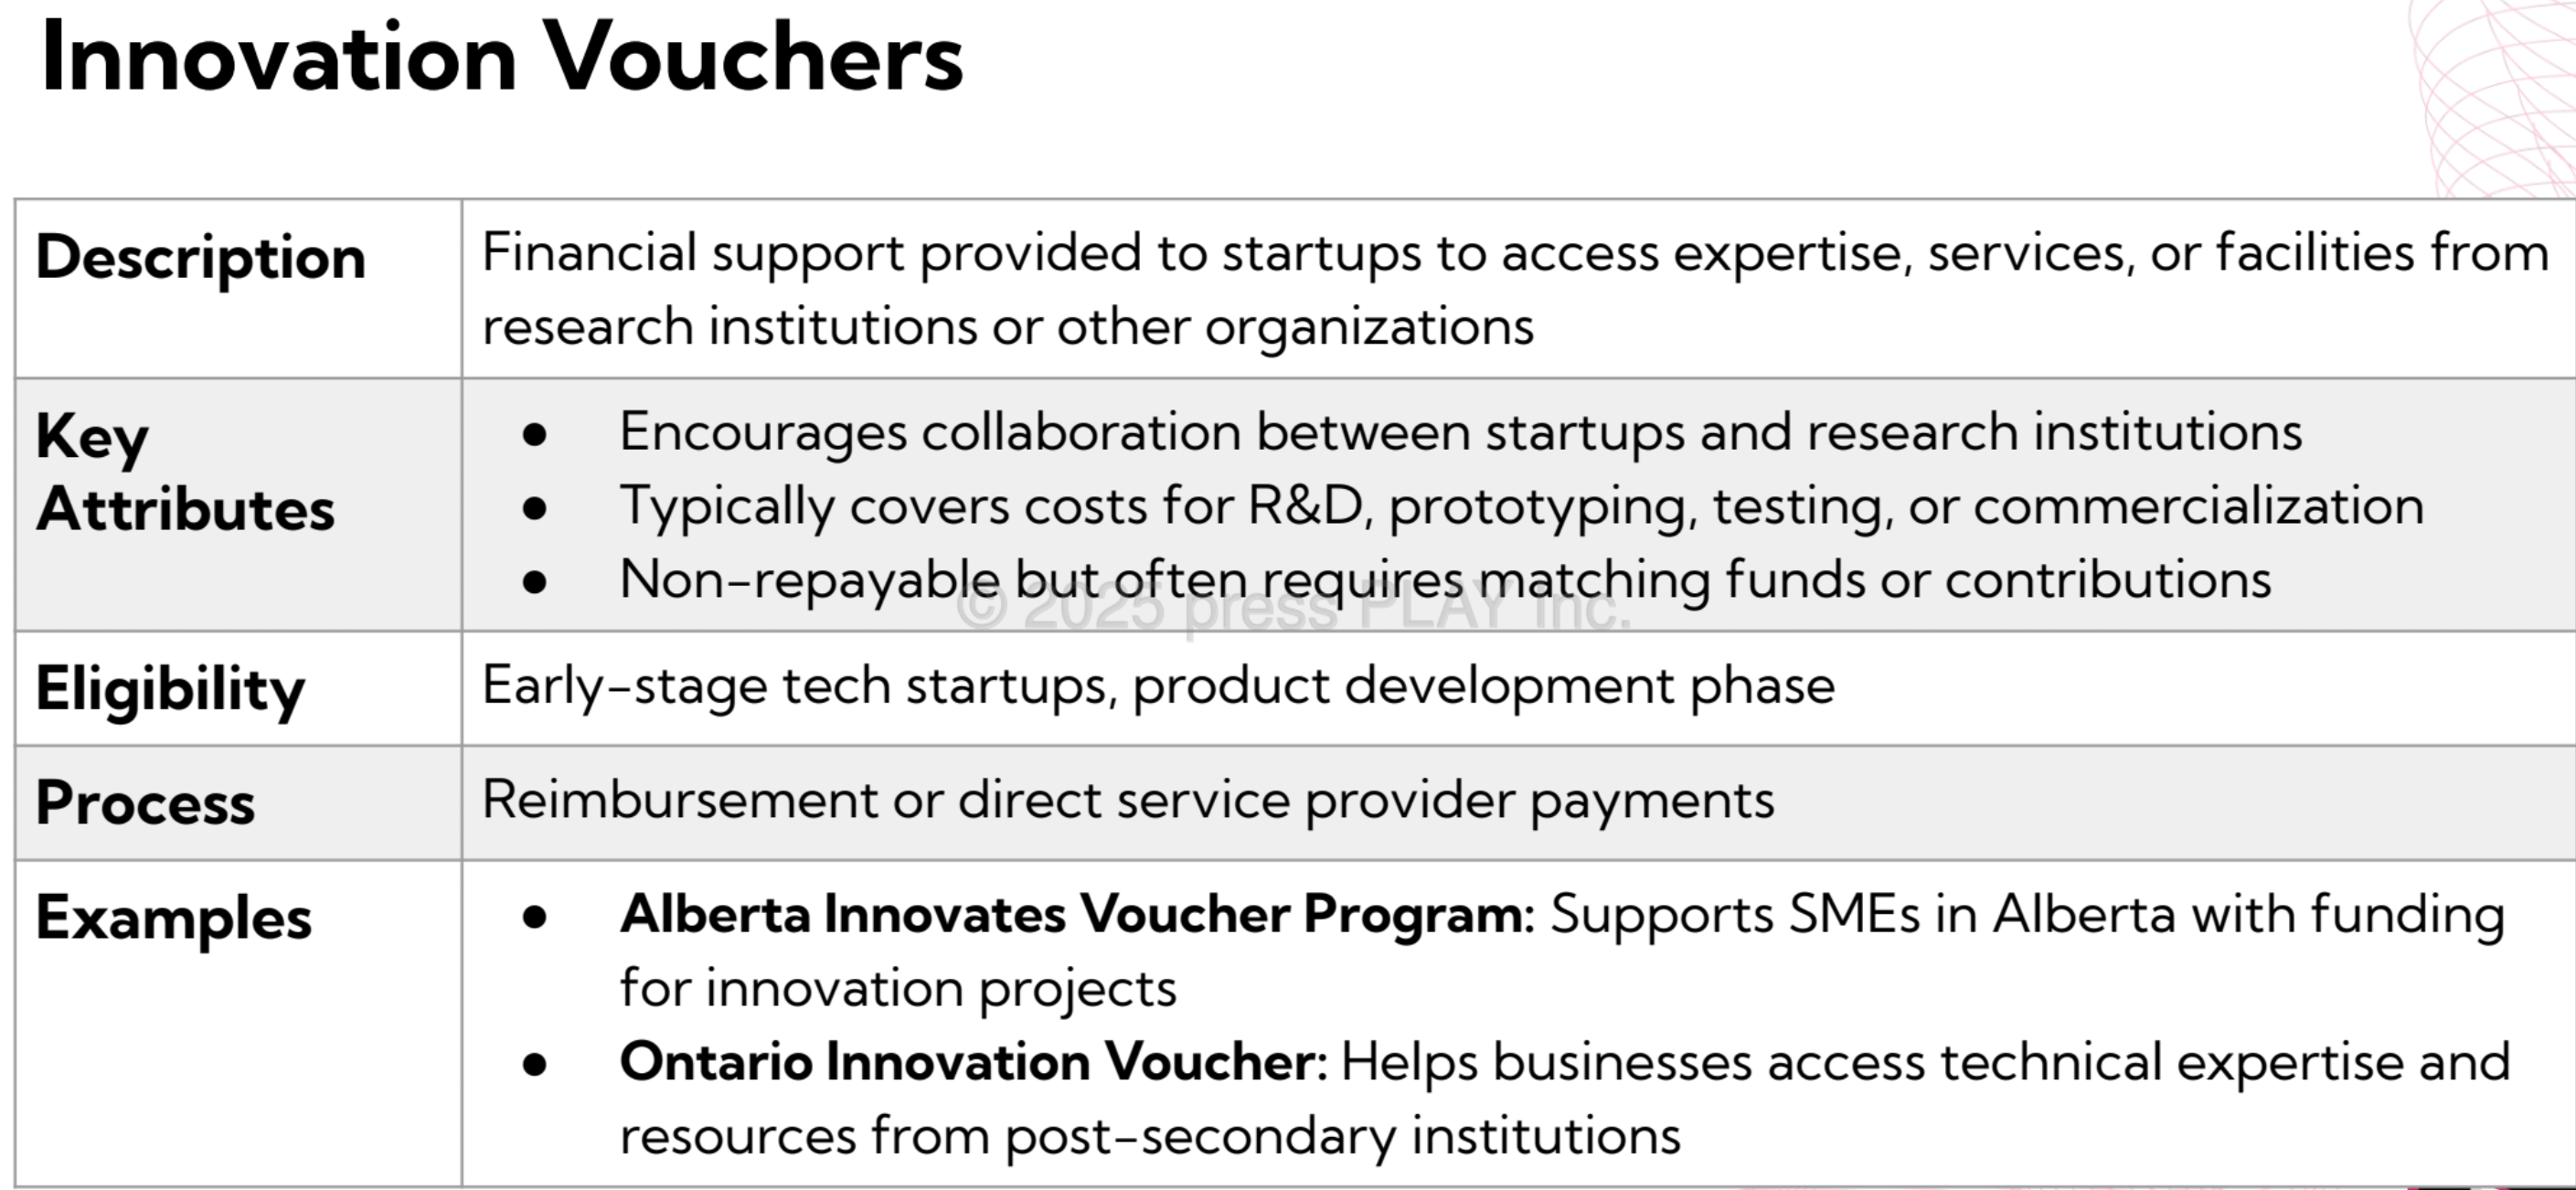 Innovation Vouchers
Description
Financial support provided to startups to access expertise, services, or facilities from
research institutions or other organizations
Key
Attributes
● Encourages collaboration between startups and research institutions
● Typically covers costs for R&D, prototyping, testing, or commercialization
● Non-repayable but often requires matching funds or contributions
© 2025 press PLAY inc.
Eligibility
Early-stage tech startups, product development phase
Process
Reimbursement or direct service provider payments
Examples
● Alberta Innovates Voucher Program: Supports SMEs in Alberta with funding
for innovation projects
● Ontario Innovation Voucher: Helps businesses access technical expertise and
resources from post-secondary institutions